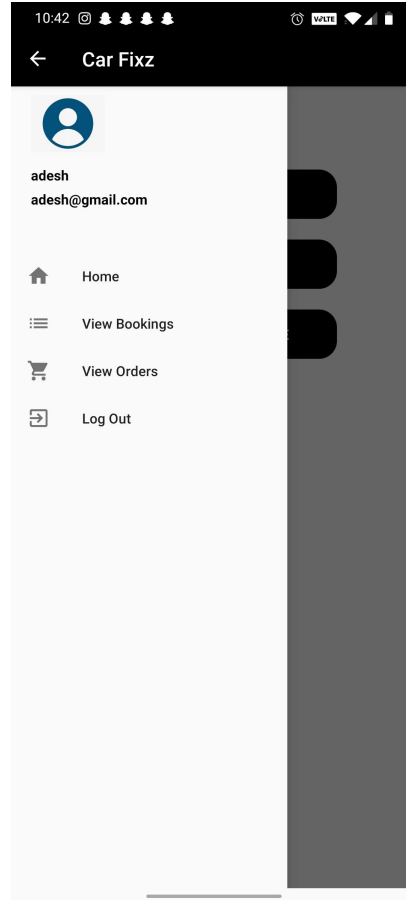 10:42
VoLTE
Car Fixz
adesh
adesh@gmail.com
Home
View Bookings
View Orders
Log Out